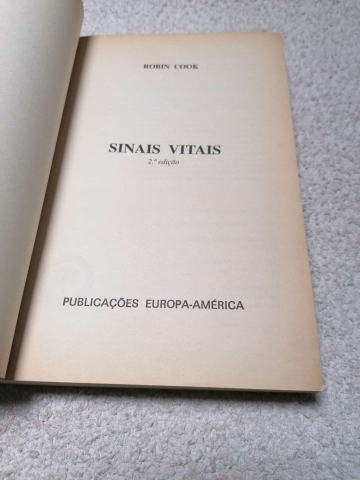 ROBIN COOK
SINAIS VITAIS
2.ª edição
PUBLICAÇÕES EUROPA-AMÉRICA